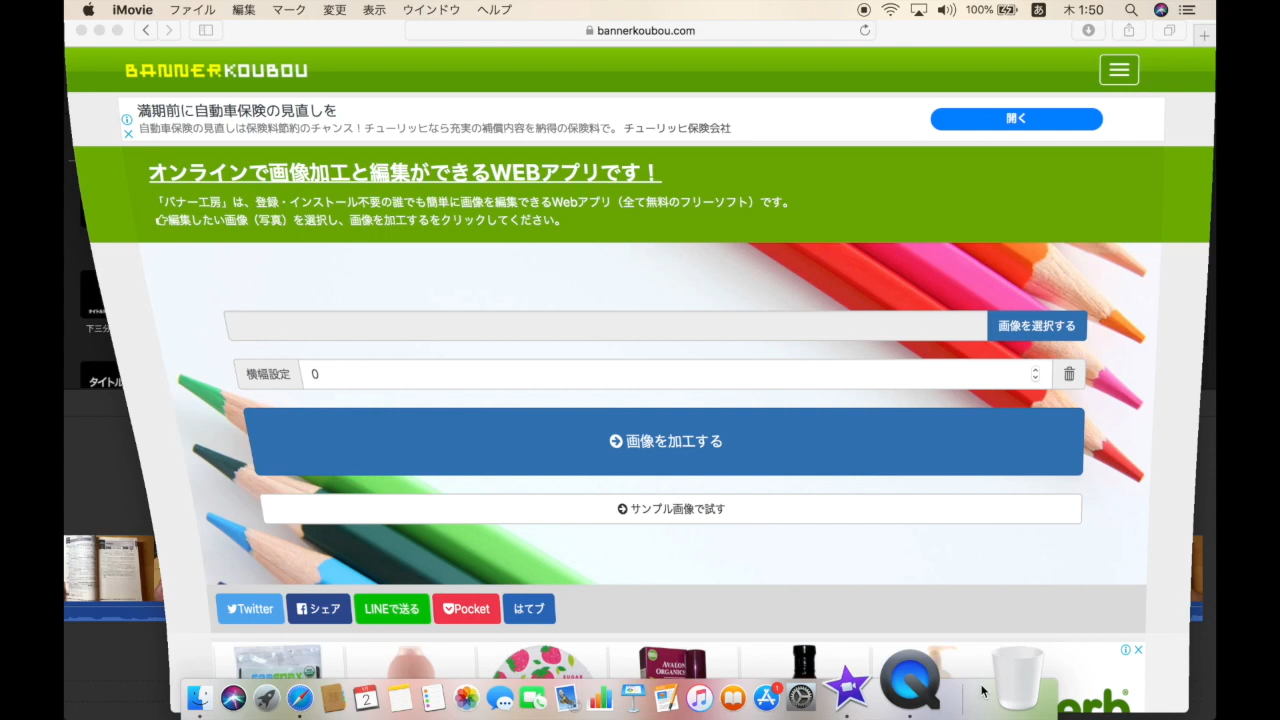 iMovie ファイル 編集 マーク 変更 表示 ウインドウ ヘルプ 100% あ 木 1:50
bannerkoubou.com
BANNERKOUBOU
満期前に自動車保険の見直しを
自動車保険の見直しは保険料節約のチャンス！チューリッヒなら充実の補償内容を納得の保険料で。 チューリッヒ保険会社
開く
オンラインで画像加工と編集ができるWEBアプリです！
「バナー工房」は、登録・インストール不要の誰でも簡単に画像を編集できるWebアプリ（全て無料のフリーソフト）です。
編集したい画像（写真）を選択し、画像を加工するをクリックしてください。
画像を選択する
下三分
横幅設定 0
タイトル
画像を加工する
サンプル画像で試す
Twitter シェア LINEで送る Pocket はてブ
AVALON
ORGANICS
2
1